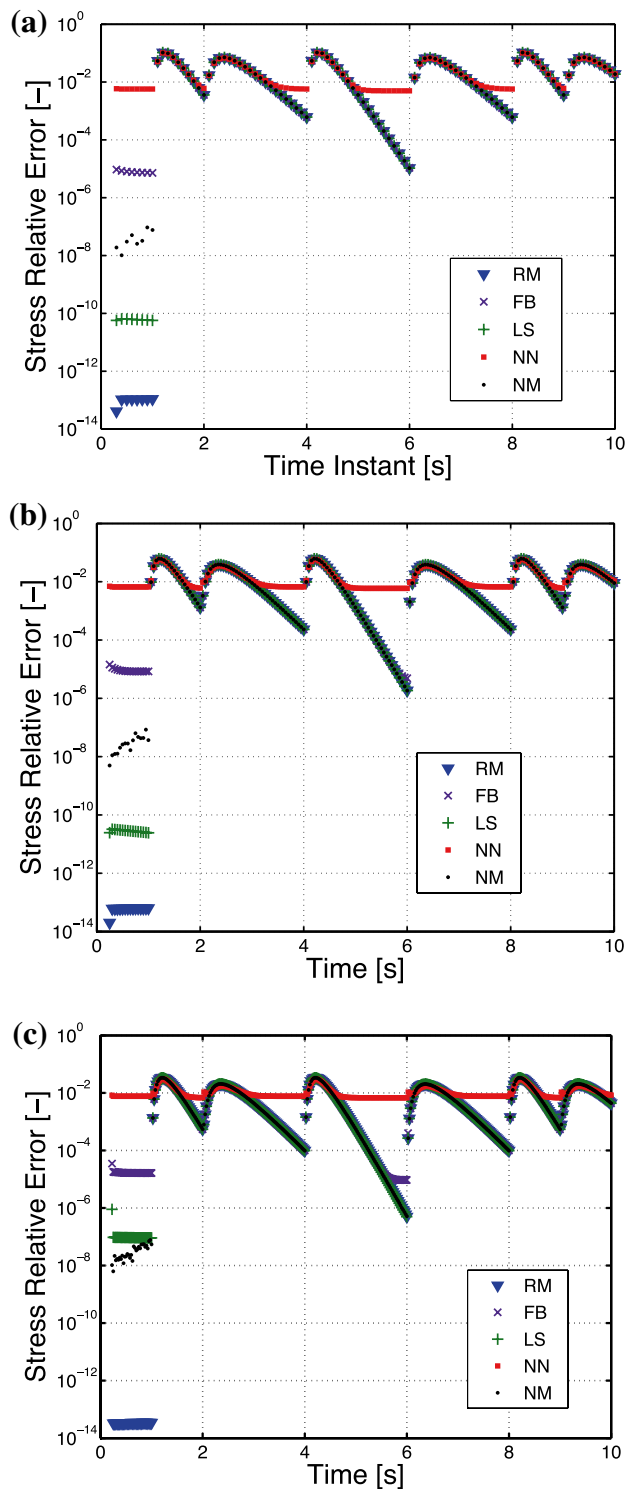 (a)
Stress Relative Error [−]
10^0
10^−2
10^−4
10^−6
10^−8
10^−10
10^−12
10^−14
RM
FB
LS
NN
NM
0 2 4 6 8 10
Time Instant [s]
(b)
Stress Relative Error [−]
10^0
10^−2
10^−4
10^−6
10^−8
10^−10
10^−12
10^−14
RM
FB
LS
NN
NM
0 2 4 6 8 10
Time [s]
(c)
Stress Relative Error [−]
10^0
10^−2
10^−4
10^−6
10^−8
10^−10
10^−12
10^−14
RM
FB
LS
NN
NM
0 2 4 6 8 10
Time [s]